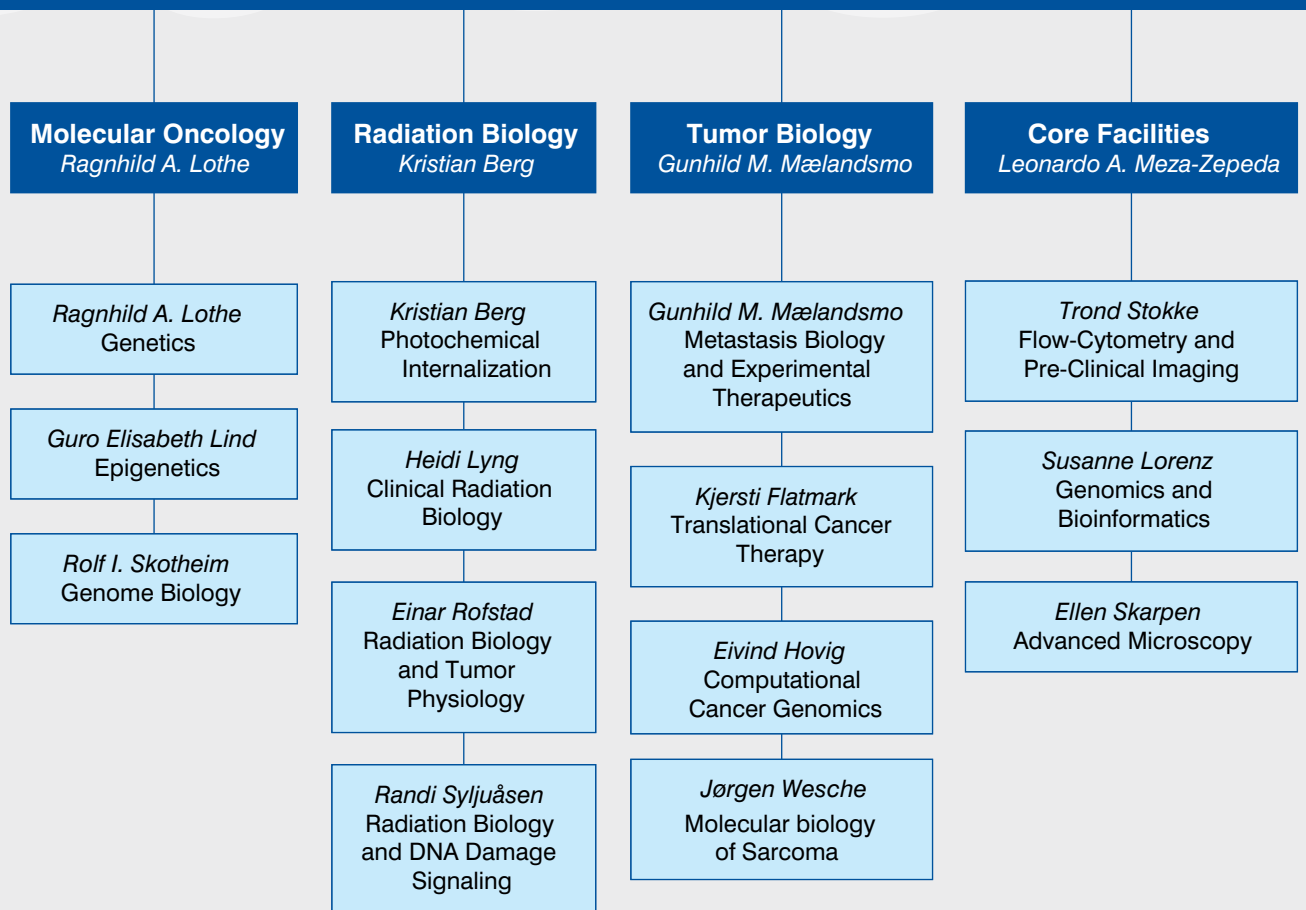 Molecular Oncology
Ragnhild A. Lothe
Ragnhild A. Lothe
Genetics
Guro Elisabeth Lind
Epigenetics
Rolf I. Skotheim
Genome Biology
Radiation Biology
Kristian Berg
Kristian Berg
Photochemical
Internalization
Heidi Lyng
Clinical Radiation
Biology
Einar Rofstad
Radiation Biology
and Tumor
Physiology
Randi Syljuåsen
Radiation Biology
and DNA Damage
Signaling
Tumor Biology
Gunhild M. Mælandsmo
Gunhild M. Mælandsmo
Metastasis Biology
and Experimental
Therapeutics
Kjersti Flatmark
Translational Cancer
Therapy
Eivind Hovig
Computational
Cancer Genomics
Jørgen Wesche
Molecular biology
of Sarcoma
Core Facilities
Leonardo A. Meza-Zepeda
Trond Stokke
Flow-Cytometry and
Pre-Clinical Imaging
Susanne Lorenz
Genomics and
Bioinformatics
Ellen Skarpen
Advanced Microscopy